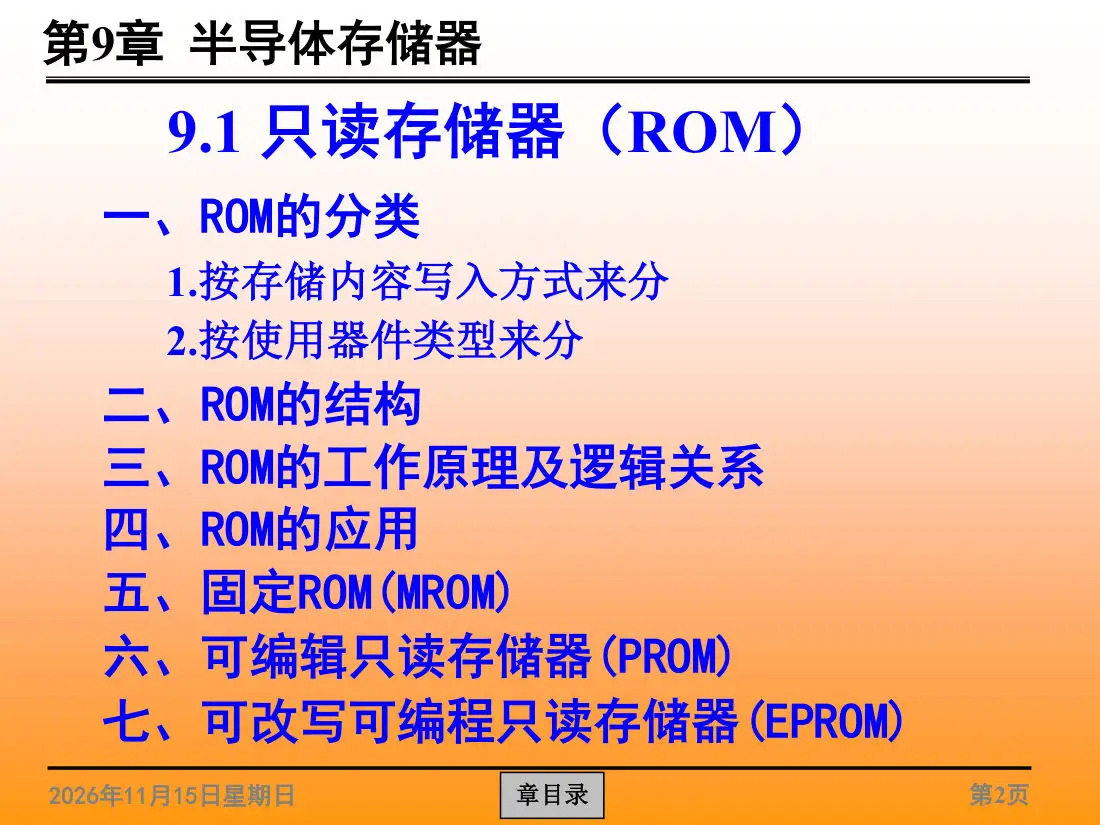 第9章 半导体存储器
9.1 只读存储器（ROM）
一、ROM的分类
1.按存储内容写入方式来分
2.按使用器件类型来分
二、ROM的结构
三、ROM的工作原理及逻辑关系
四、ROM的应用
五、固定ROM(MROM)
六、可编辑只读存储器(PROM)
七、可改写可编程只读存储器(EPROM)
2026年11月15日星期日
章目录
第2页